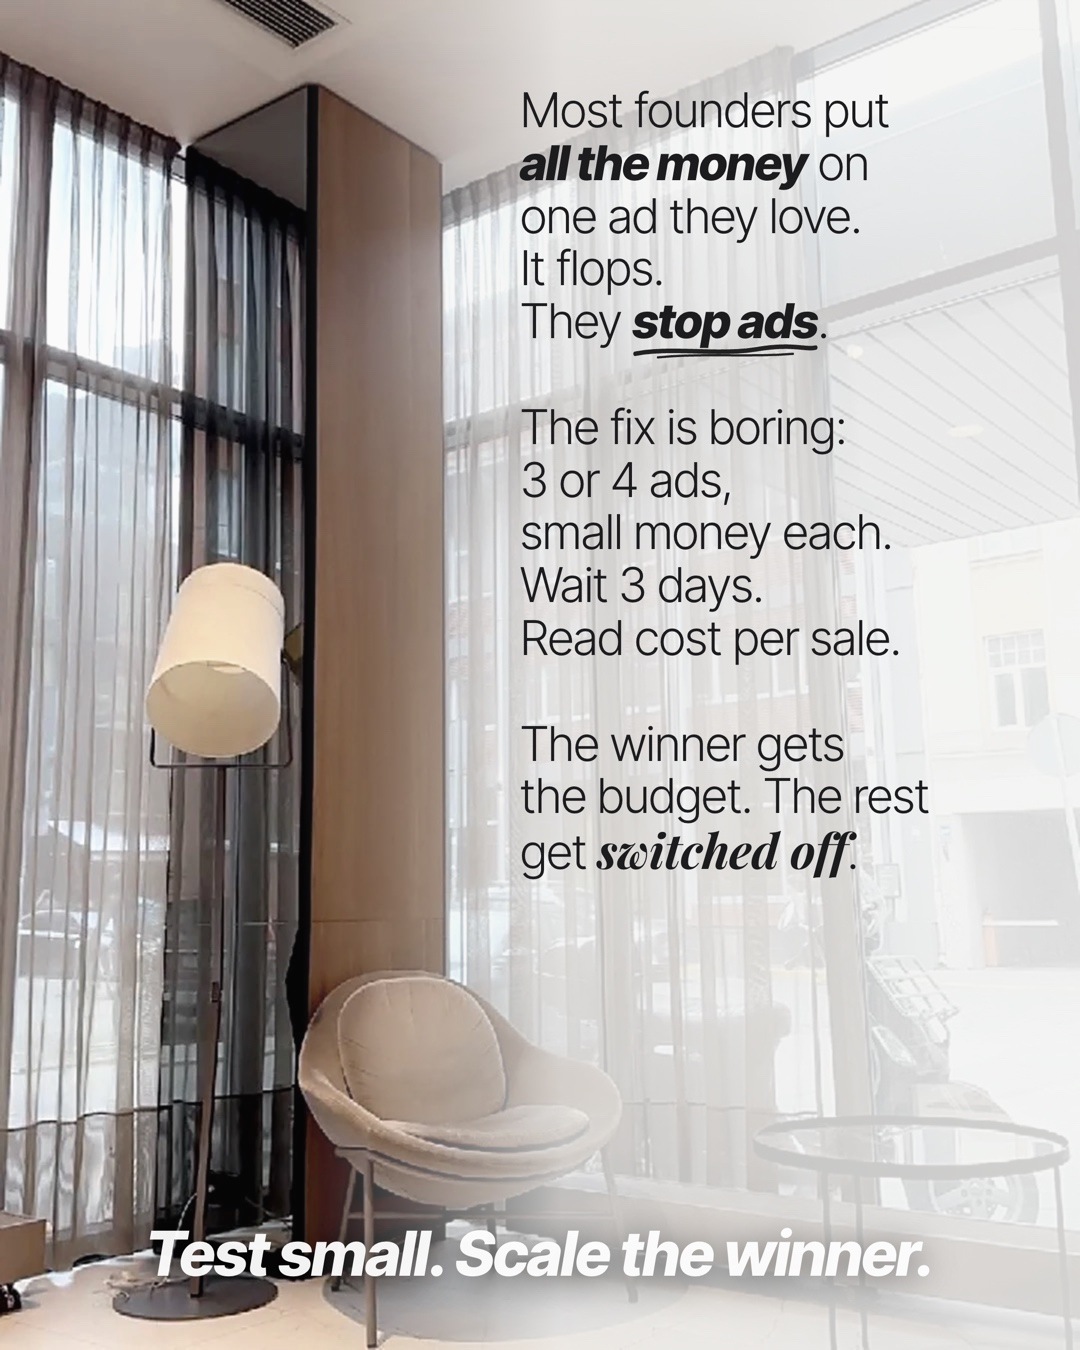 Most founders put
all the money on
one ad they love.
It flops.
They stop ads.
The fix is boring:
3 or 4 ads,
small money each.
Wait 3 days.
Read cost per sale.
The winner gets
the budget. The rest
get switched off.
Test small. Scale the winner.